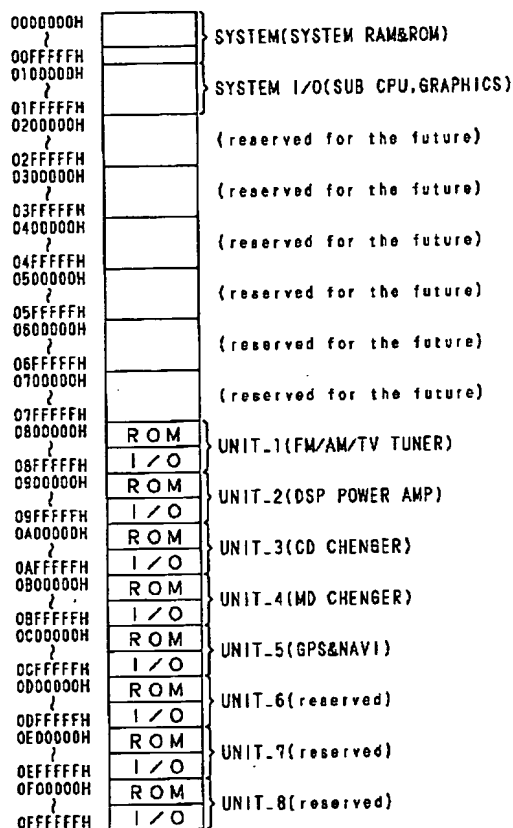 0000000H
≀
00FFFFFH
SYSTEM(SYSTEM RAM&ROM)
0100000H
≀
01FFFFFH
SYSTEM I/O(SUB CPU,GRAPHICS)
0200000H
≀
02FFFFFH
(reserved for the future)
0300000H
≀
03FFFFFH
(reserved for the future)
0400000H
≀
04FFFFFH
(reserved for the future)
0500000H
≀
05FFFFFH
(reserved for the future)
0600000H
≀
06FFFFFH
(reserved for the future)
0700000H
≀
07FFFFFH
(reserved for the future)
0800000H
≀
08FFFFFH
ROM
I/O
UNIT_1(FM/AM/TV TUNER)
0900000H
≀
09FFFFFH
ROM
I/O
UNIT_2(DSP POWER AMP)
0A00000H
≀
0AFFFFFH
ROM
I/O
UNIT_3(CD CHENGER)
0B00000H
≀
0BFFFFFH
ROM
I/O
UNIT_4(MD CHENGER)
0C00000H
≀
0CFFFFFH
ROM
I/O
UNIT_5(GPS&NAVI)
0D00000H
≀
0DFFFFFH
ROM
I/O
UNIT_6(reserved)
0E00000H
≀
0EFFFFFH
ROM
I/O
UNIT_7(reserved)
0F00000H
≀
0FFFFFFH
ROM
I/O
UNIT_8(reserved)